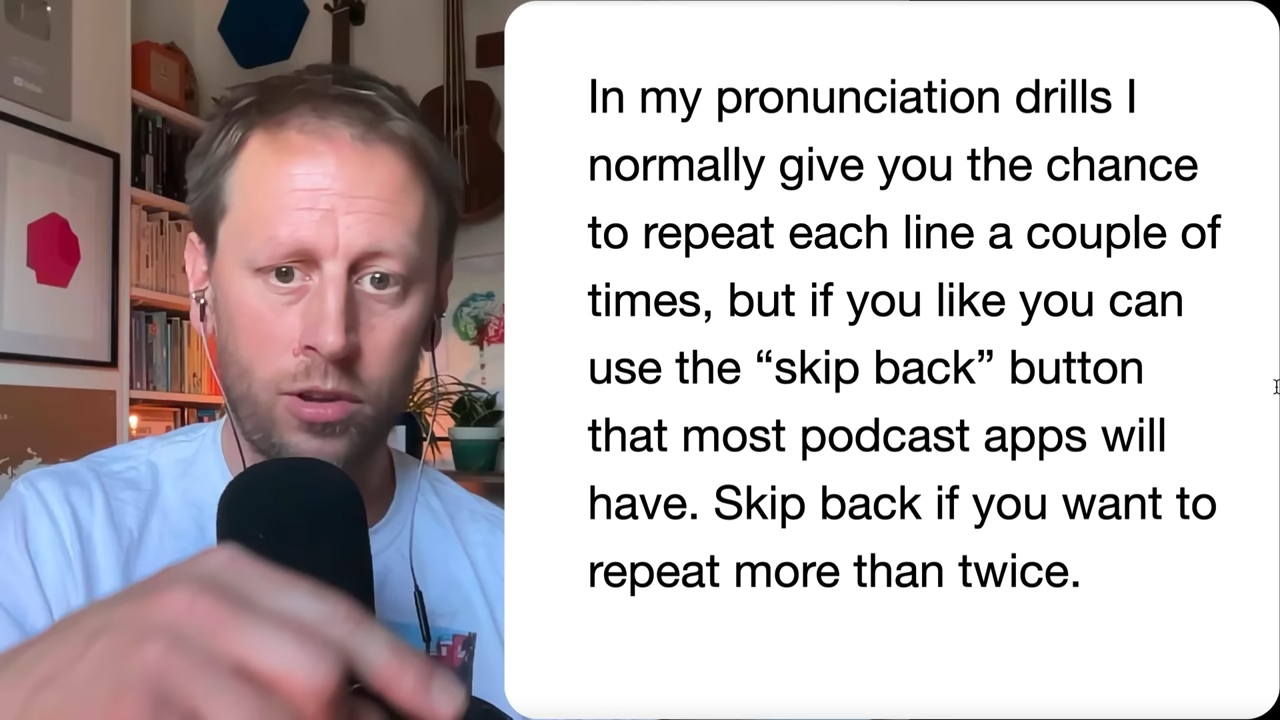 In my pronunciation drills I
normally give you the chance
to repeat each line a couple of
times, but if you like you can
use the “skip back” button
that most podcast apps will
have. Skip back if you want to
repeat more than twice.